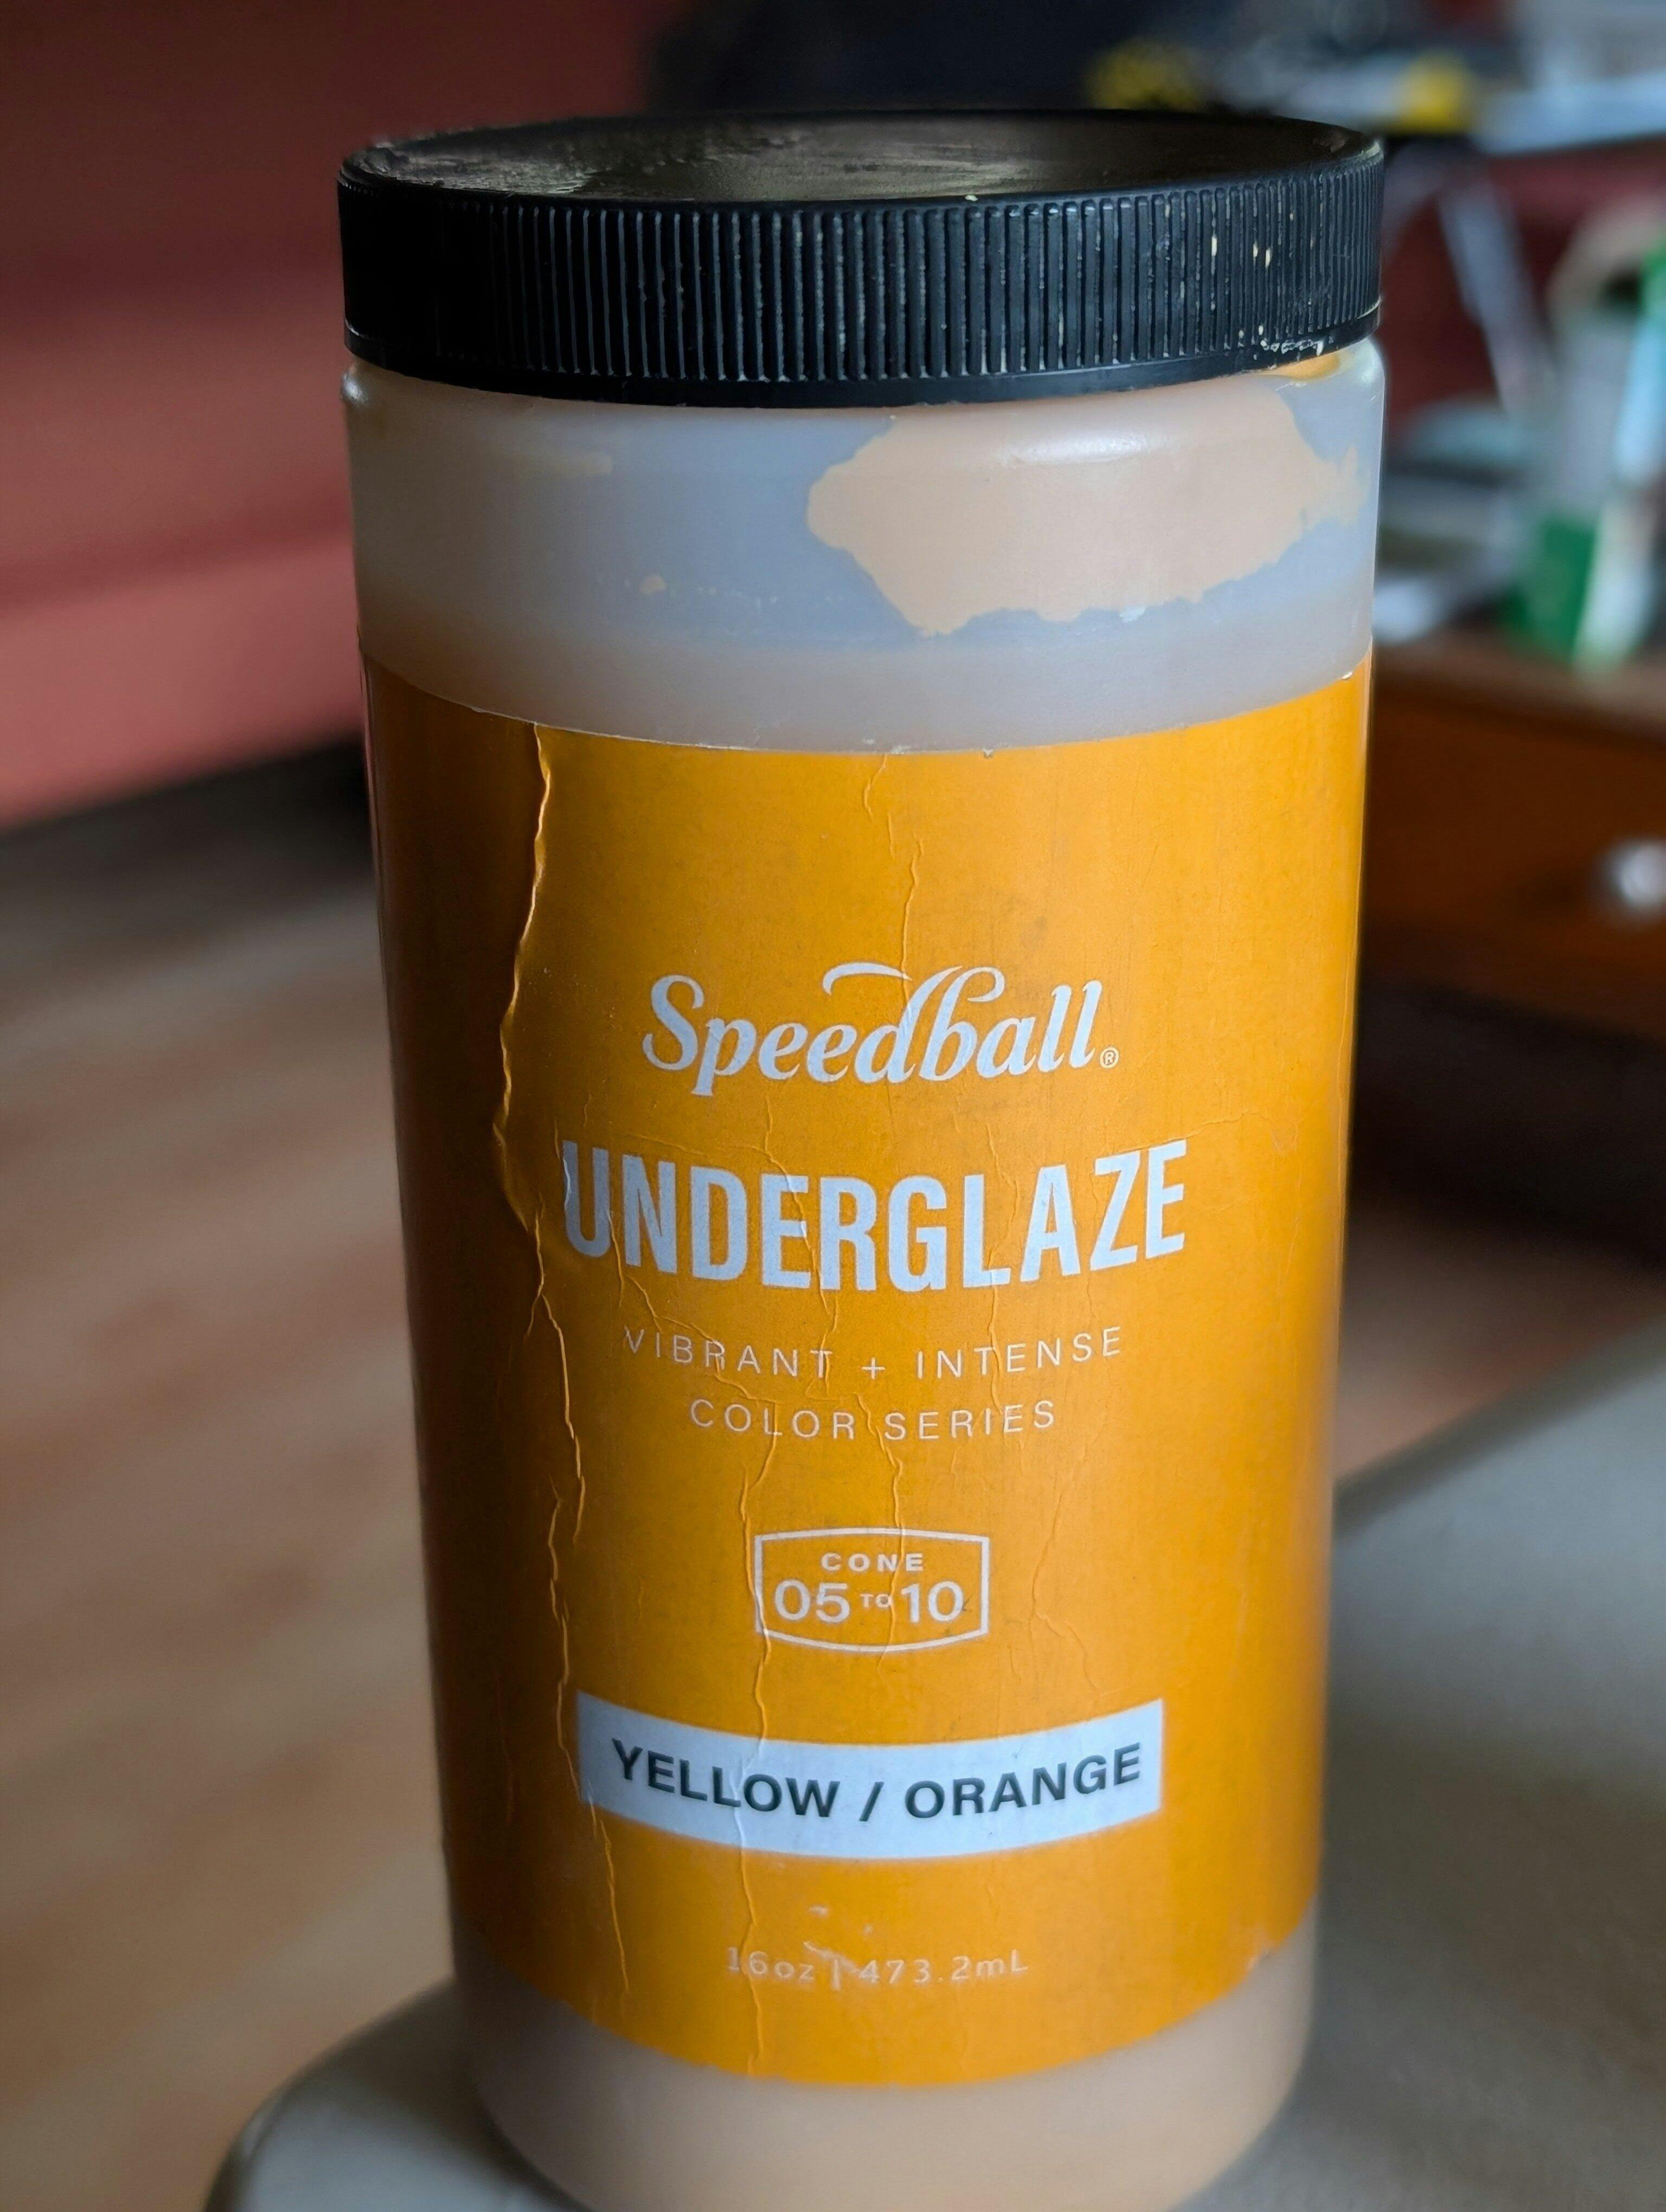 Speedball®
UNDERGLAZE
VIBRANT + INTENSE
COLOR SERIES
CONE
05 TO 10
YELLOW / ORANGE
16oz | 473.2mL